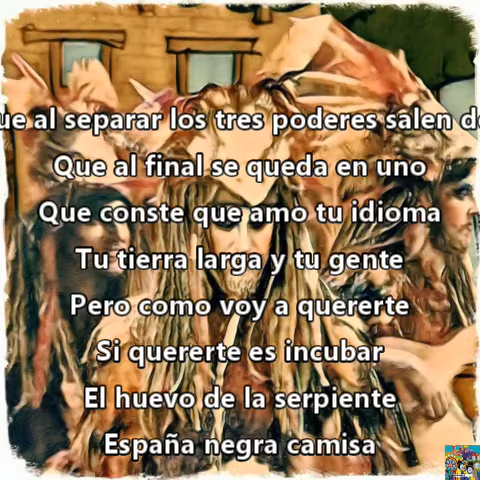 ue al separar los tres poderes salen d
Que al final se queda en uno
Que conste que amo tu idioma
Tu tierra larga y tu gente
Pero como voy a quererte
Si quererte es incubar
El huevo de la serpiente
España negra camisa